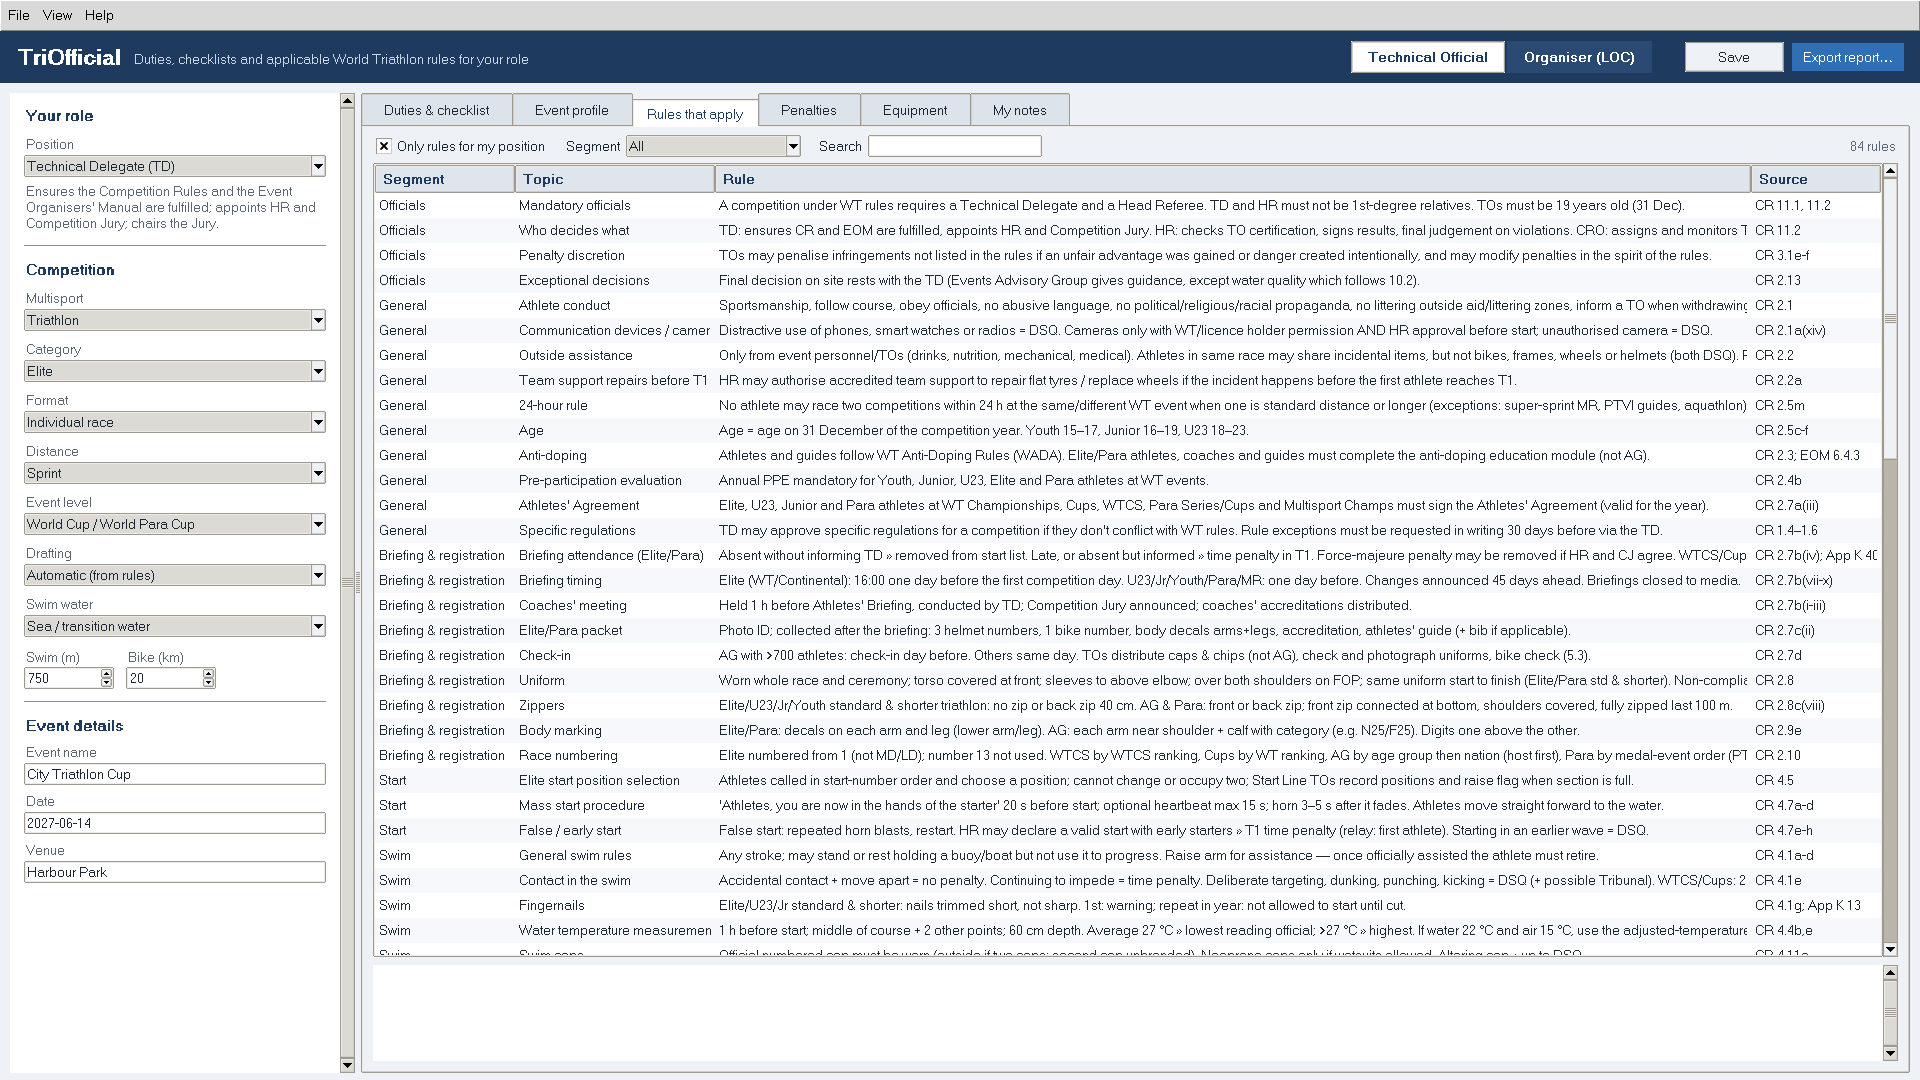 File View Help
TriOfficial Duties, checklists and applicable World Triathlon rules for your role
Technical Official Organiser (LOC) Save Export report...
Your role
Position
Technical Delegate (TD)
Ensures the Competition Rules and the Event
Organisers' Manual are fulfilled; appoints HR and
Competition Jury; chairs the Jury.
Competition
Multisport
Triathlon
Category
Elite
Format
Individual race
Distance
Sprint
Event level
World Cup / World Para Cup
Drafting
Automatic (from rules)
Swim water
Sea / transition water
Swim (m) Bike (km)
750 20
Event details
Event name
City Triathlon Cup
Date
2027-06-14
Venue
Harbour Park
Duties & checklist Event profile Rules that apply Penalties Equipment My notes
Only rules for my position Segment All Search 84 rules
Segment Topic Rule Source
Officials Mandatory officials A competition under WT rules requires a Technical Delegate and a Head Referee. TD and HR must not be 1st-degree relatives. TOs must be 19 years old (31 Dec). CR 11.1, 11.2
Officials Who decides what TD: ensures CR and EOM are fulfilled, appoints HR and Competition Jury. HR: checks TO certification, signs results, final judgement on violations. CRO: assigns and monitors T CR 11.2
Officials Penalty discretion TOs may penalise infringements not listed in the rules if an unfair advantage was gained or danger created intentionally, and may modify penalties in the spirit of the rules. CR 3.1e-f
Officials Exceptional decisions Final decision on site rests with the TD (Events Advisory Group gives guidance, except water quality which follows 10.2). CR 2.13
General Athlete conduct Sportsmanship, follow course, obey officials, no abusive language, no political/religious/racial propaganda, no littering outside aid/littering zones, inform a TO when withdrawing CR 2.1
General Communication devices / camer Distractive use of phones, smart watches or radios = DSQ. Cameras only with WT/licence holder permission AND HR approval before start; unauthorised camera = DSQ. CR 2.1a(xiv)
General Outside assistance Only from event personnel/TOs (drinks, nutrition, mechanical, medical). Athletes in same race may share incidental items, but not bikes, frames, wheels or helmets (both DSQ). F CR 2.2
General Team support repairs before T1 HR may authorise accredited team support to repair flat tyres / replace wheels if the incident happens before the first athlete reaches T1. CR 2.2a
General 24-hour rule No athlete may race two competitions within 24 h at the same/different WT event when one is standard distance or longer (exceptions: super-sprint MR, PTVI guides, aquathlon) CR 2.5m
General Age Age = age on 31 December of the competition year. Youth 15–17, Junior 16–19, U23 18–23. CR 2.5c-f
General Anti-doping Athletes and guides follow WT Anti-Doping Rules (WADA). Elite/Para athletes, coaches and guides must complete the anti-doping education module (not AG). CR 2.3; EOM 6.4.3
General Pre-participation evaluation Annual PPE mandatory for Youth, Junior, U23, Elite and Para athletes at WT events. CR 2.4b
General Athletes' Agreement Elite, U23, Junior and Para athletes at WT Championships, Cups, WTCS, Para Series/Cups and Multisport Champs must sign the Athletes' Agreement (valid for the year). CR 2.7a(iii)
General Specific regulations TD may approve specific regulations for a competition if they don't conflict with WT rules. Rule exceptions must be requested in writing 30 days before via the TD. CR 1.4–1.6
Briefing & registration Briefing attendance (Elite/Para) Absent without informing TD » removed from start list. Late, or absent but informed » time penalty in T1. Force-majeure penalty may be removed if HR and CJ agree. WTCS/Cup CR 2.7b(iv); App K 40
Briefing & registration Briefing timing Elite (WT/Continental): 16:00 one day before the first competition day. U23/Jr/Youth/Para/MR: one day before. Changes announced 45 days ahead. Briefings closed to media. CR 2.7b(vii-x)
Briefing & registration Coaches' meeting Held 1 h before Athletes' Briefing, conducted by TD; Competition Jury announced; coaches' accreditations distributed. CR 2.7b(i-iii)
Briefing & registration Elite/Para packet Photo ID; collected after the briefing: 3 helmet numbers, 1 bike number, body decals arms+legs, accreditation, athletes' guide (+ bib if applicable). CR 2.7c(ii)
Briefing & registration Check-in AG with >700 athletes: check-in day before. Others same day. TOs distribute caps & chips (not AG), check and photograph uniforms, bike check (5.3). CR 2.7d
Briefing & registration Uniform Worn whole race and ceremony; torso covered at front; sleeves to above elbow; over both shoulders on FOP; same uniform start to finish (Elite/Para std & shorter). Non-complia CR 2.8
Briefing & registration Zippers Elite/U23/Jr/Youth standard & shorter triathlon: no zip or back zip 40 cm. AG & Para: front or back zip; front zip connected at bottom, shoulders covered, fully zipped last 100 m. CR 2.8c(viii)
Briefing & registration Body marking Elite/Para: decals on each arm and leg (lower arm/leg). AG: each arm near shoulder + calf with category (e.g. N25/F25). Digits one above the other. CR 2.9e
Briefing & registration Race numbering Elite numbered from 1 (not MD/LD); number 13 not used. WTCS by WTCS ranking, Cups by WT ranking, AG by age group then nation (host first), Para by medal-event order (PT CR 2.10
Start Elite start position selection Athletes called in start-number order and choose a position; cannot change or occupy two; Start Line TOs record positions and raise flag when section is full. CR 4.5
Start Mass start procedure 'Athletes, you are now in the hands of the starter' 20 s before start; optional heartbeat max 15 s; horn 3–5 s after it fades. Athletes move straight forward to the water. CR 4.7a-d
Start False / early start False start: repeated horn blasts, restart. HR may declare a valid start with early starters » T1 time penalty (relay: first athlete). Starting in an earlier wave = DSQ. CR 4.7e-h
Swim General swim rules Any stroke; may stand or rest holding a buoy/boat but not use it to progress. Raise arm for assistance — once officially assisted the athlete must retire. CR 4.1a-d
Swim Contact in the swim Accidental contact + move apart = no penalty. Continuing to impede = time penalty. Deliberate targeting, dunking, punching, kicking = DSQ (+ possible Tribunal). WTCS/Cups: 2 CR 4.1e
Swim Fingernails Elite/U23/Jr standard & shorter: nails trimmed short, not sharp. 1st: warning; repeat in year: not allowed to start until cut. CR 4.1g; App K 13
Swim Water temperature measuremen 1 h before start; middle of course + 2 other points; 60 cm depth. Average 27 °C » lowest reading official; >27 °C » highest. If water 22 °C and air 15 °C, use the adjusted-temperature CR 4.4b,e
Swim Swim caps Official numbered cap must be worn (outside if two caps; second cap unbranded). Neoprene caps only if wetsuits allowed. Altering cap